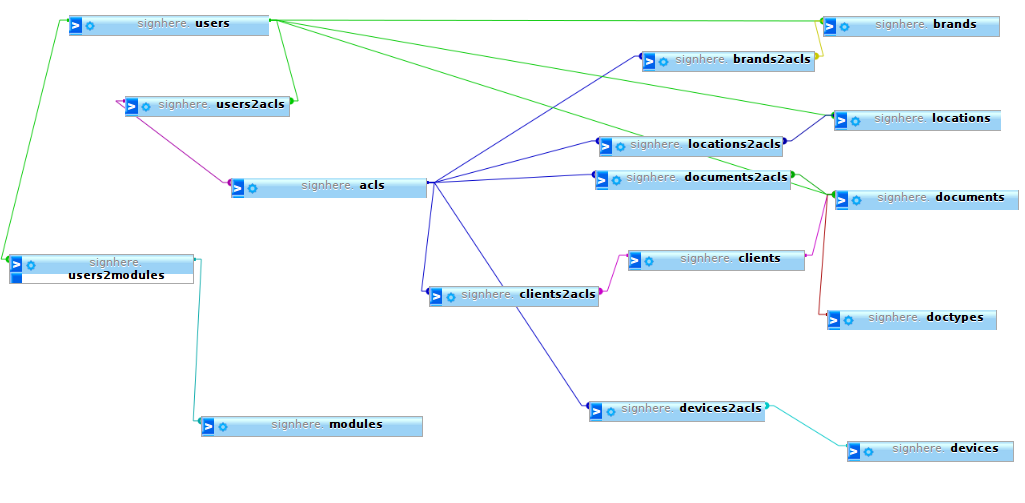 signhere. users
signhere. brands
signhere. brands2acls
signhere. users2acls
signhere. locations
signhere. locations2acls
signhere. documents2acls
signhere. acls
signhere. documents
signhere. clients
signhere.
users2modules
signhere. clients2acls
signhere. doctypes
signhere. devices2acls
signhere. modules
signhere. devices